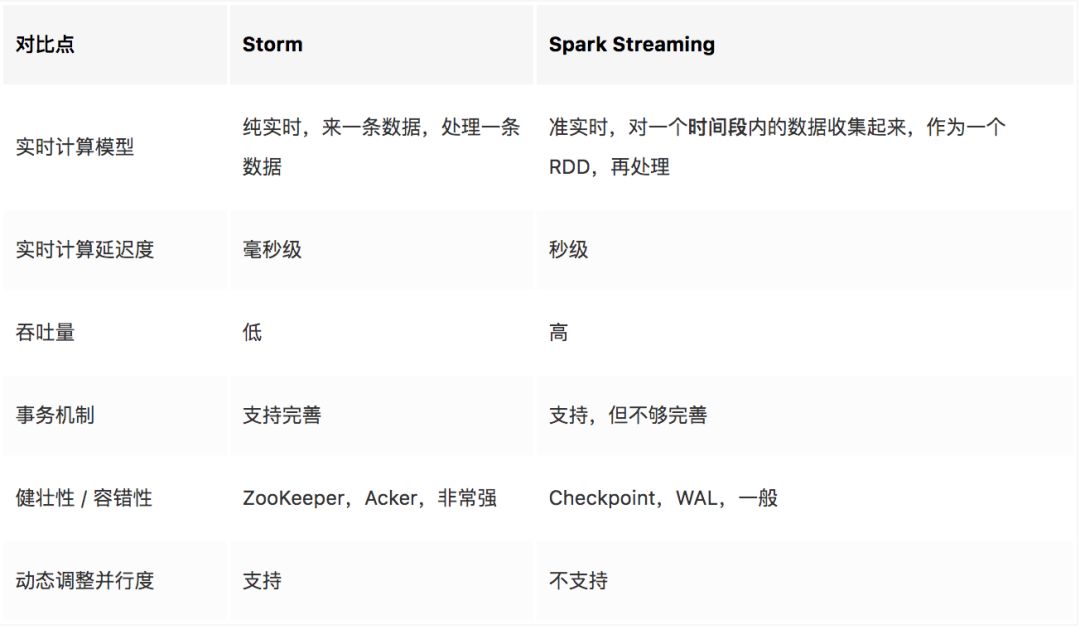 对比点 Storm Spark Streaming
实时计算模型 纯实时，来一条数据，处理一条 准实时，对一个时间段内的数据收集起来，作为一个
数据 RDD，再处理
实时计算延迟度 毫秒级 秒级
吞吐量 低 高
事务机制 支持完善 支持，但不够完善
健壮性 / 容错性 ZooKeeper，Acker，非常强 Checkpoint，WAL，一般
动态调整并行度 支持 不支持